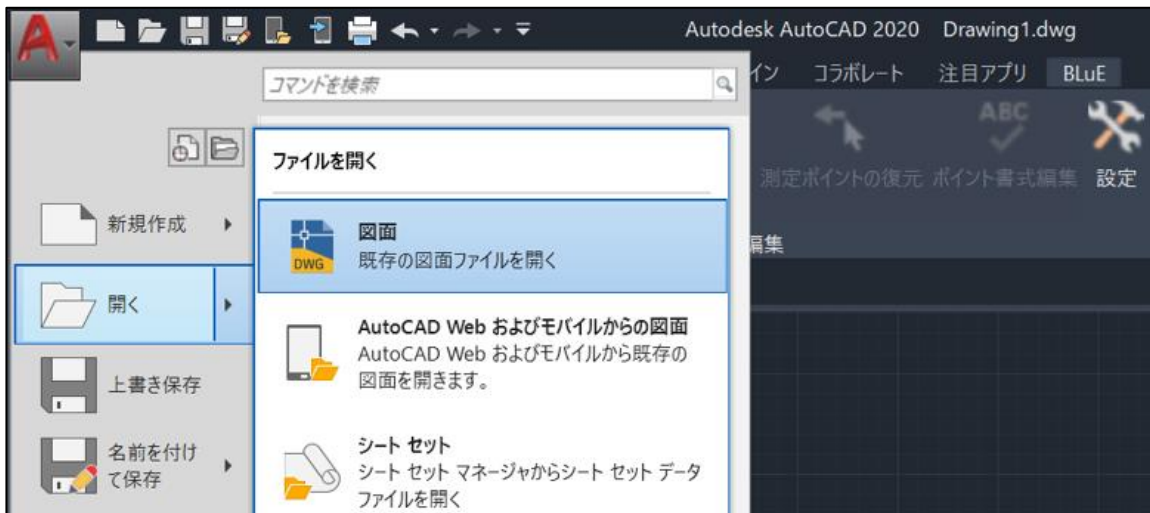 Autodesk AutoCAD 2020 Drawing1.dwg
コマンドを検索
イン コラボレート 注目アプリ BLuE
ABC
測定ポイントの復元 ポイント書式編集 設定
編集
ファイルを開く
新規作成
開く
上書き保存
名前を付け
て保存
DWG
図面
既存の図面ファイルを開く
AutoCAD Web およびモバイルからの図面
AutoCAD Web およびモバイルから既存の
図面を開きます。
シート セット
シート セット マネージャからシート セット データ
ファイルを開く